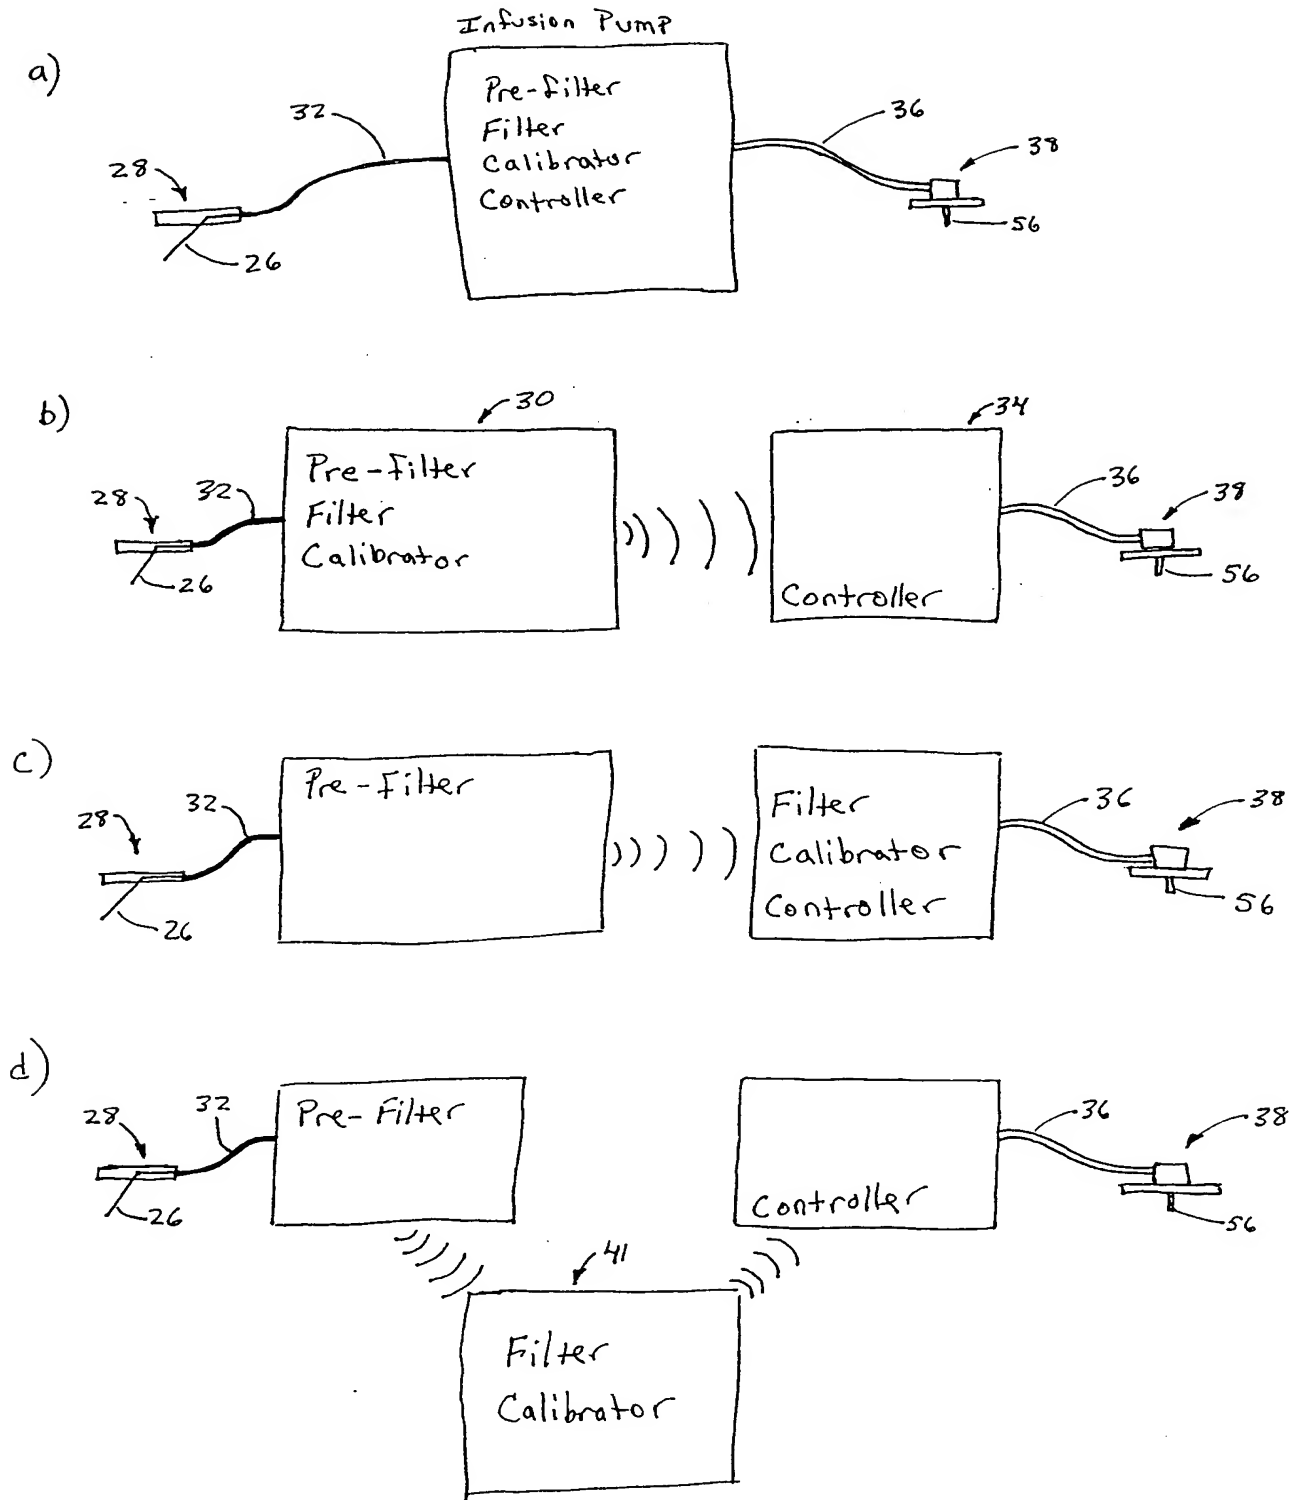 Infusion Pump
a)
Pre-filter
Filter
Calibrator
Controller
32
28
26
36
38
56
b)
30
34
Pre-Filter
Filter
Calibrator
Controller
28
32
26
36
38
56
c)
Pre-Filter
Filter
Calibrator
Controller
28
32
26
36
38
56
d)
Pre-Filter
Controller
28
32
26
36
38
56
41
Filter
Calibrator